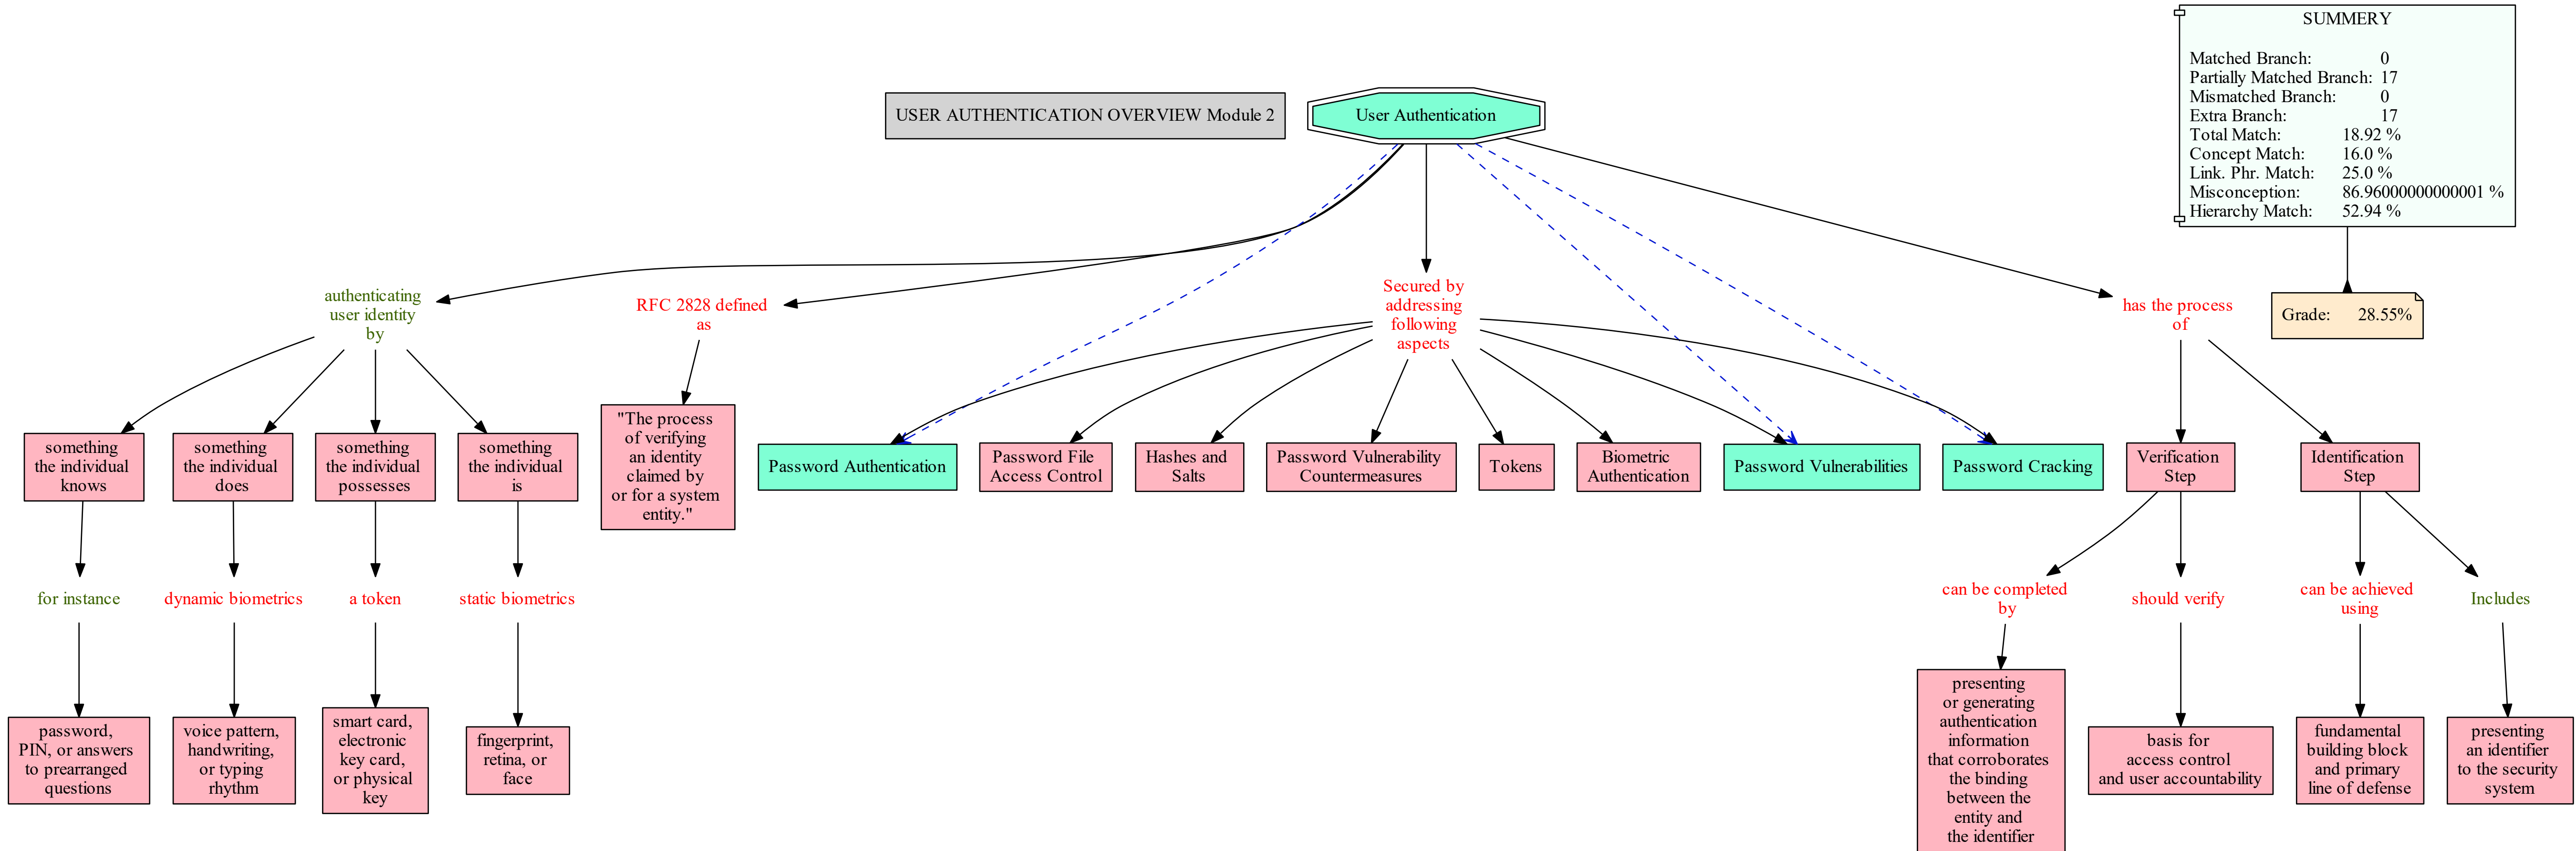 SUMMERY
Matched Branch: 0
Partially Matched Branch: 17
Mismatched Branch: 0
Extra Branch: 17
Total Match: 18.92 %
Concept Match: 16.0 %
Link. Phr. Match: 25.0 %
Misconception: 86.96000000000001 %
Hierarchy Match: 52.94 %
USER AUTHENTICATION OVERVIEW Module 2
User Authentication
Grade: 28.55%
authenticating
user identity
by
RFC 2828 defined
as
Secured by
addressing
following
aspects
has the process
of
something
the individual
knows
something
the individual
does
something
the individual
possesses
something
the individual
is
"The process
of verifying
an identity
claimed by
or for a system
entity."
Password Authentication
Password File
Access Control
Hashes and
Salts
Password Vulnerability
Countermeasures
Tokens
Biometric
Authentication
Password Vulnerabilities
Password Cracking
Verification
Step
Identification
Step
for instance
dynamic biometrics
a token
static biometrics
can be completed
by
should verify
can be achieved
using
Includes
password,
PIN, or answers
to prearranged
questions
voice pattern,
handwriting,
or typing
rhythm
smart card,
electronic
key card,
or physical
key
fingerprint,
retina, or
face
presenting
or generating
authentication
information
that corroborates
the binding
between the
entity and
the identifier
basis for
access control
and user accountability
fundamental
building block
and primary
line of defense
presenting
an identifier
to the security
system